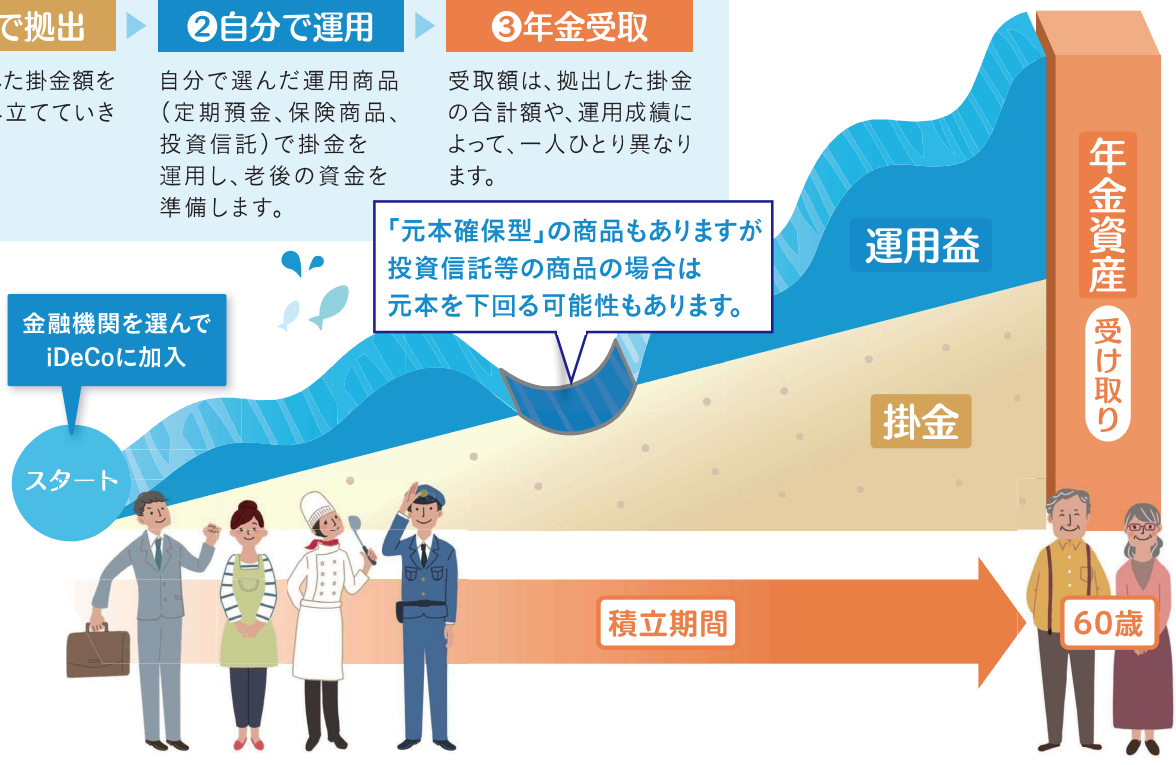 で拠出
た掛金額を
立てていき
❷自分で運用
自分で選んだ運用商品
(定期預金、保険商品、
投資信託)で掛金を
運用し、老後の資金を
準備します。
❸年金受取
受取額は、拠出した掛金
の合計額や、運用成績に
よって、一人ひとり異なり
ます。
「元本確保型」の商品もありますが
投資信託等の商品の場合は
元本を下回る可能性もあります。
金融機関を選んで
iDeCoに加入
スタート
運用益
掛金
年金資産
受け取り
積立期間
60歳